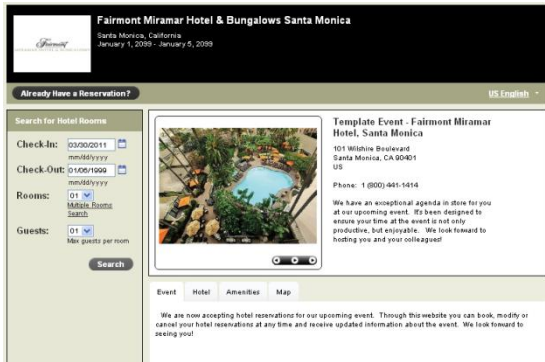 Fairmont Miramar Hotel & Bungalows Santa Monica
Santa Monica, California
January 1, 2099 - January 5, 2099
Fairmont
Already Have a Reservation?
US English
Search for Hotel Rooms
Check-In: 03/30/2011
mm/dd/yyyy
Check-Out: 01/06/1999
mm/dd/yyyy
Rooms: 01
Multiple Rooms
Search
Guests: 01
Max guests per room
Search
Template Event - Fairmont Miramar
Hotel, Santa Monica
101 Wilshire Boulevard
Santa Monica, CA 90401
US
Phone: 1 (800) 441-1414
We have an exceptional agenda in store for you
at our upcoming event. It's been designed to
ensure your time at the event is not only
productive, but enjoyable. We look forward to
hosting you and your colleagues!
Event Hotel Amenities Map
We are now accepting hotel reservations for our upcoming event. Through this website you can book, modify or
cancel your hotel reservations at any time and receive updated information about the event. We look forward to
seeing you!